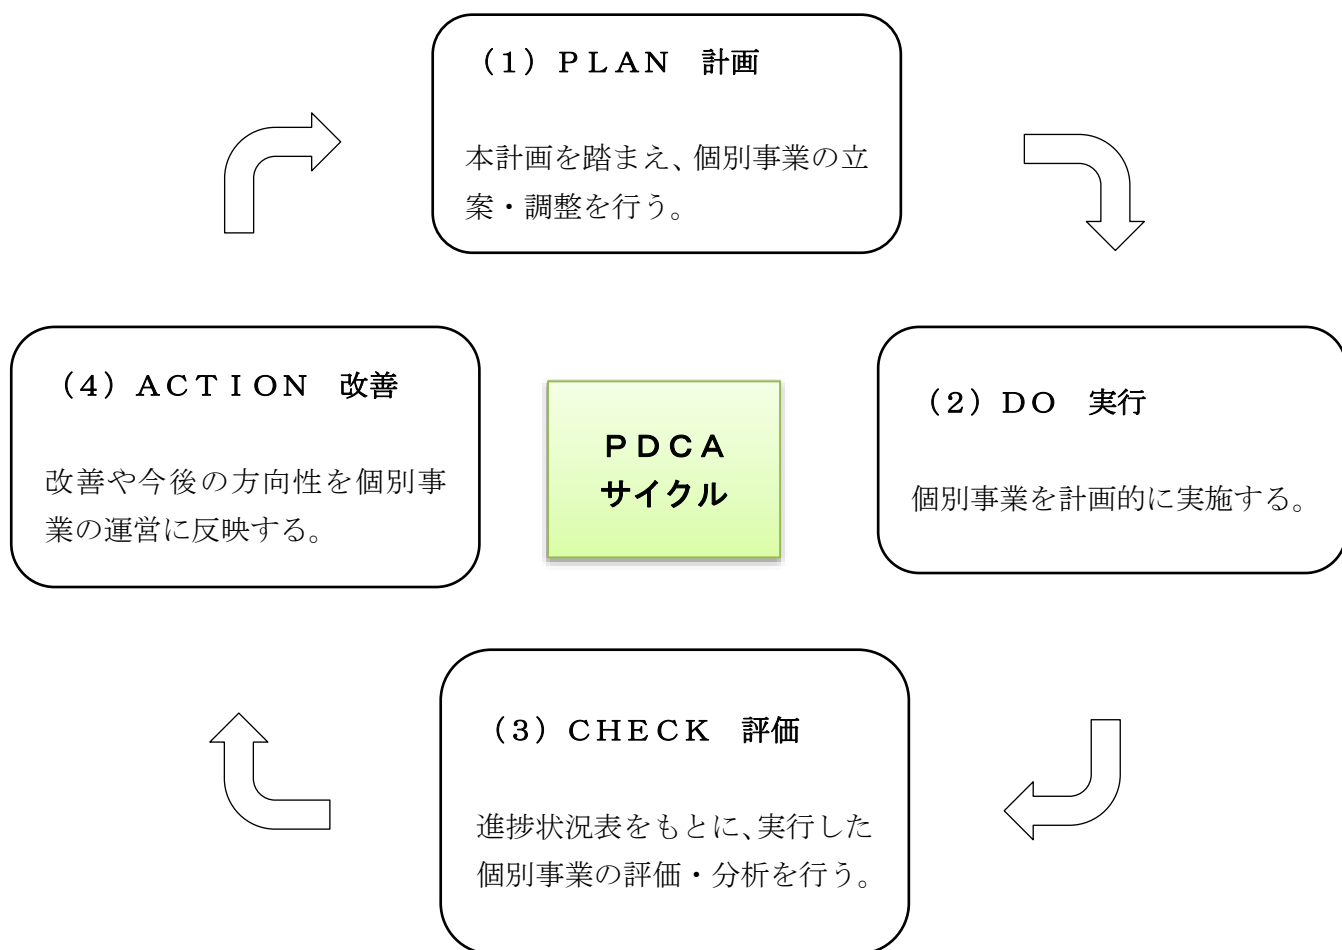 (1) PLAN 計画
本計画を踏まえ、個別事業の立
案・調整を行う。
(4) ACTION 改善
改善や今後の方向性を個別事
業の運営に反映する。
PDCA
サイクル
(2) DO 実行
個別事業を計画的に実施する。
(3) CHECK 評価
進捗状況表をもとに、実行した
個別事業の評価・分析を行う。